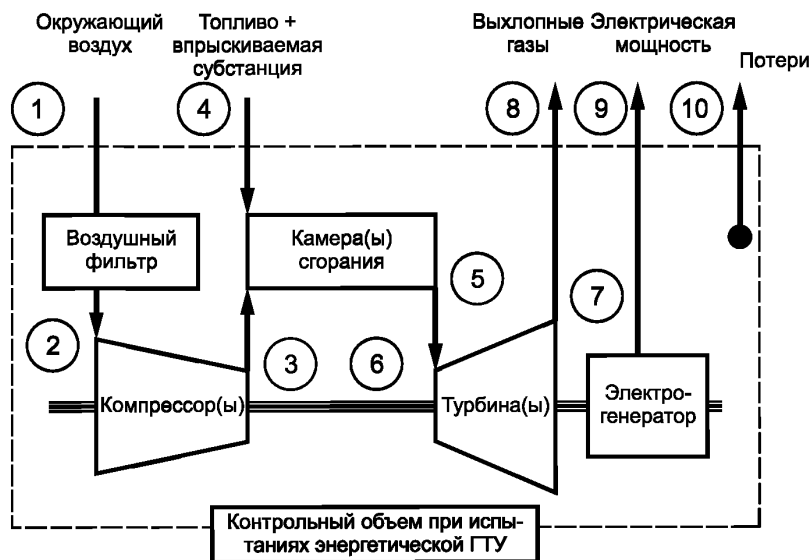 Окружающий
воздух
Топливо +
впрыскиваемая
субстанция
Выхлопные
газы
Электрическая
мощность
Потери
1
4
8
9
10
Воздушный
фильтр
Камера(ы)
сгорания
5
7
2
3
6
Компрессор(ы)
Турбина(ы)
Электро-
генератор
Контрольный объем при испы-
таниях энергетической ГТУ